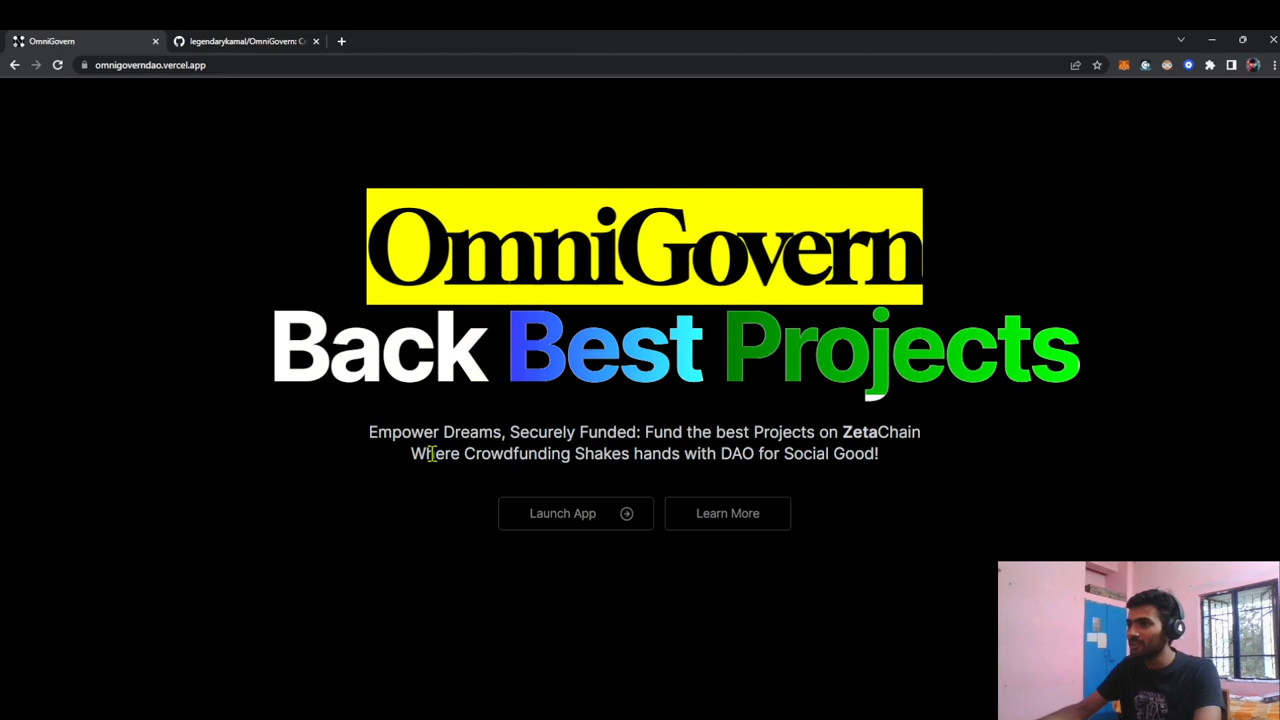 OmniGovern
legendarykamal/OmniGovern: C
omnigoverndao.vercel.app
OmniGovern
Back Best Projects
Empower Dreams, Securely Funded: Fund the best Projects on ZetaChain
Where Crowdfunding Shakes hands with DAO for Social Good!
Launch App
Learn More